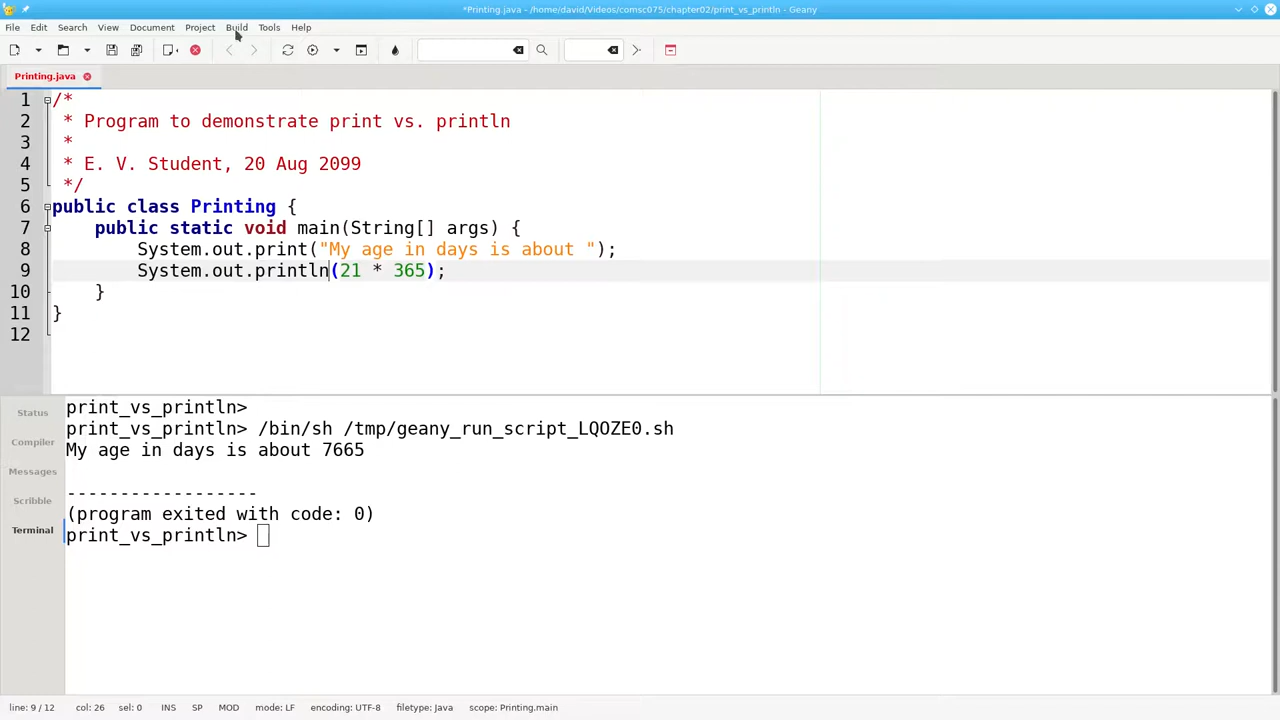 *Printing.java - /home/david/Videos/comsc075/chapter02/print_vs_println - Geany
File Edit Search View Document Project Build Tools Help
Printing.java
1 /*
2  * Program to demonstrate print vs. println
3  *
4  * E. V. Student, 20 Aug 2099
5  */
6 public class Printing {
7     public static void main(String[] args) {
8         System.out.print("My age in days is about ");
9         System.out.println(21 * 365);
10     }
11 }
12
Status
Compiler
Messages
Scribble
Terminal
print_vs_println>
print_vs_println> /bin/sh /tmp/geany_run_script_LQOZE0.sh
My age in days is about 7665
------------------
(program exited with code: 0)
print_vs_println>
line: 9 / 12 col: 26 sel: 0 INS SP MOD mode: LF encoding: UTF-8 filetype: Java scope: Printing.main